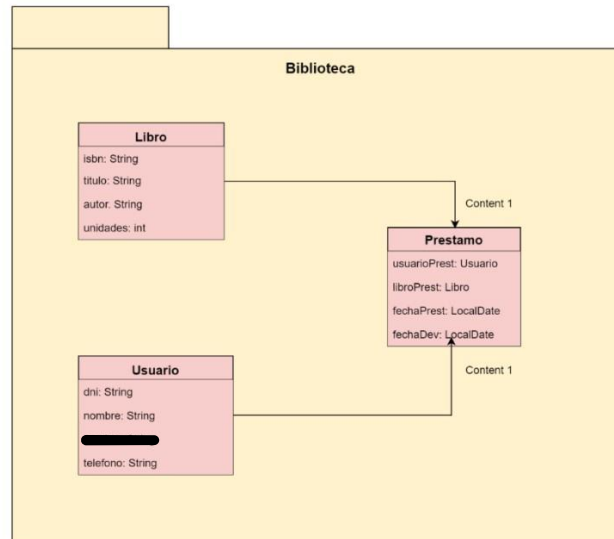 Biblioteca
Libro
isbn: String
titulo: String
autor. String
unidades: int
Content 1
Prestamo
usuarioPrest: Usuario
libroPrest: Libro
fechaPrest: LocalDate
fechaDev: LocalDate
Content 1
Usuario
dni: String
nombre: String
telefono: String